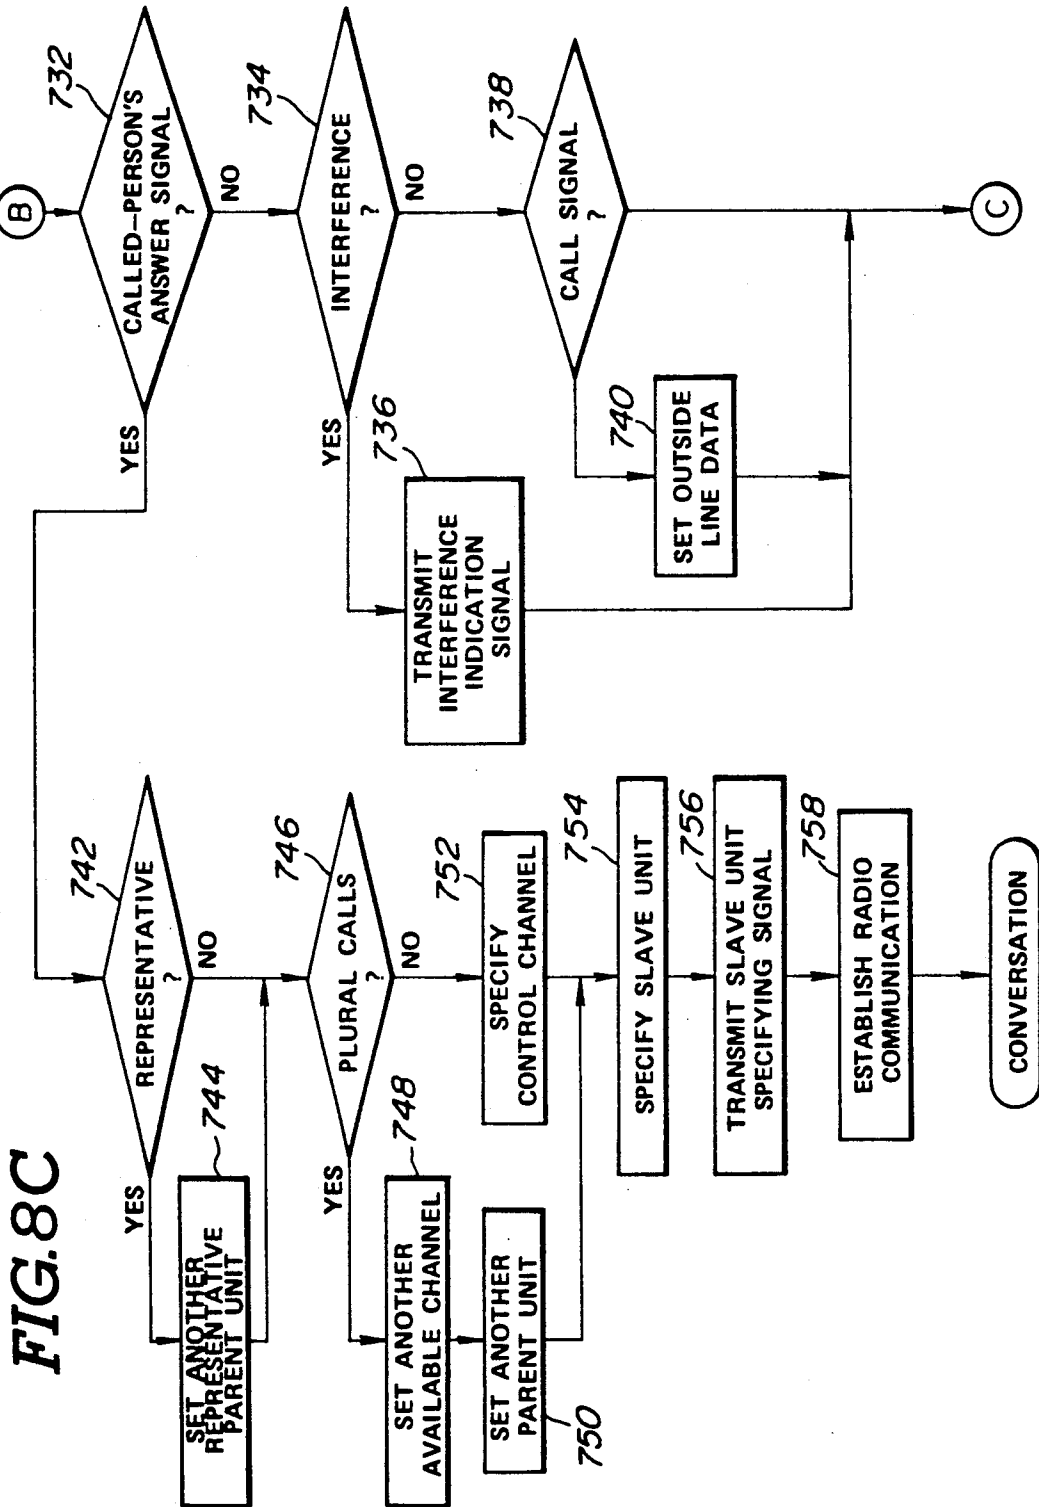 FIG.8C
B
CALLED-PERSON'S
ANSWER SIGNAL
?
732
YES
NO
INTERFERENCE
?
734
YES
NO
TRANSMIT
INTERFERENCE
INDICATION
SIGNAL
736
CALL SIGNAL
?
738
SET OUTSIDE
LINE DATA
740
C
REPRESENTATIVE
?
742
YES
NO
SET ANOTHER
REPRESENTATIVE
PARENT UNIT
744
PLURAL CALLS
?
746
YES
NO
SET ANOTHER
AVAILABLE CHANNEL
748
SET ANOTHER
PARENT UNIT
750
SPECIFY
CONTROL CHANNEL
752
SPECIFY SLAVE UNIT
754
TRANSMIT SLAVE UNIT
SPECIFYING SIGNAL
756
ESTABLISH RADIO
COMMUNICATION
758
CONVERSATION